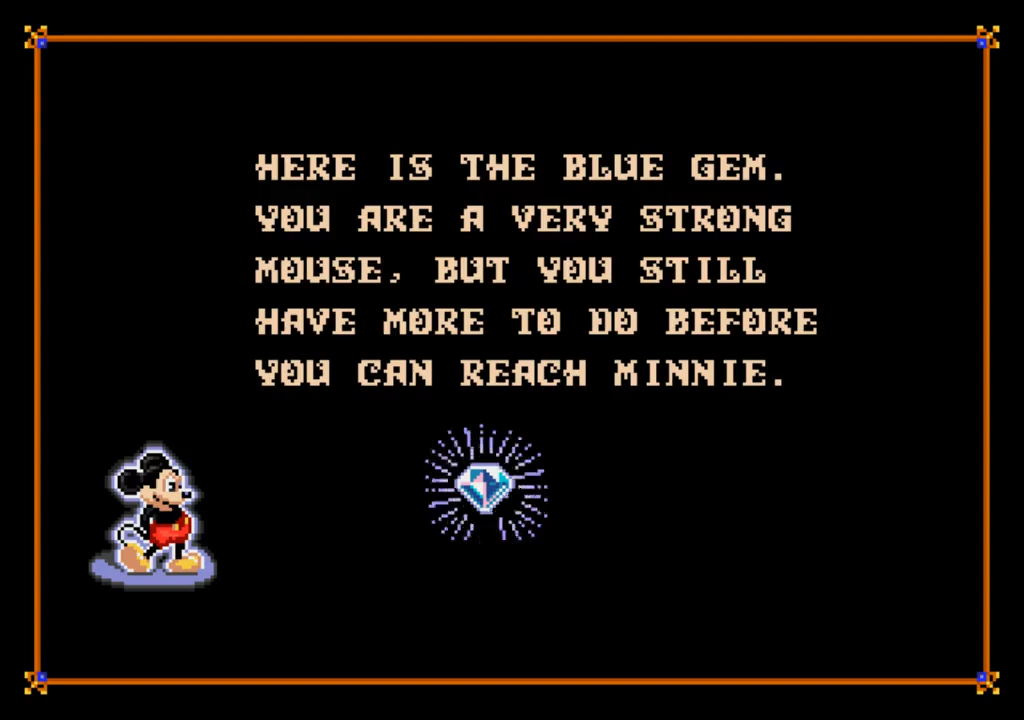 HERE IS THE BLUE GEM.
YOU ARE A VERY STRONG
MOUSE, BUT YOU STILL
HAVE MORE TO DO BEFORE
YOU CAN REACH MINNIE.